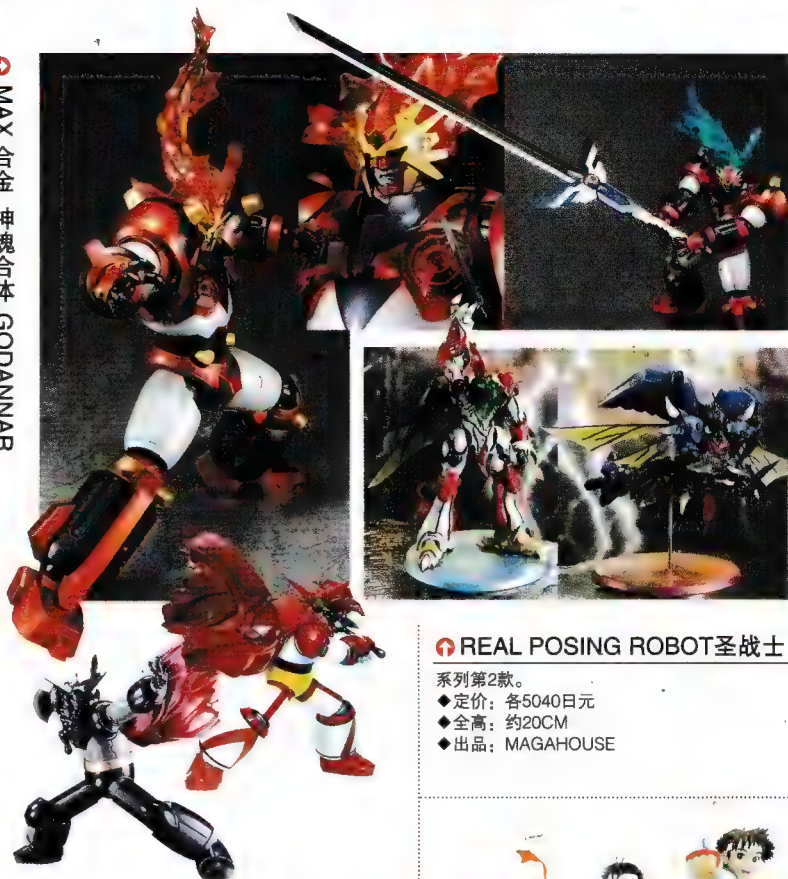 MAX 合金 神魂合体 GODANNAR
REAL POSING ROBOT圣战士
系列第2款。
◆定价：各5040日元
◆全高：约20CM
◆出品：MAGAHOUSE